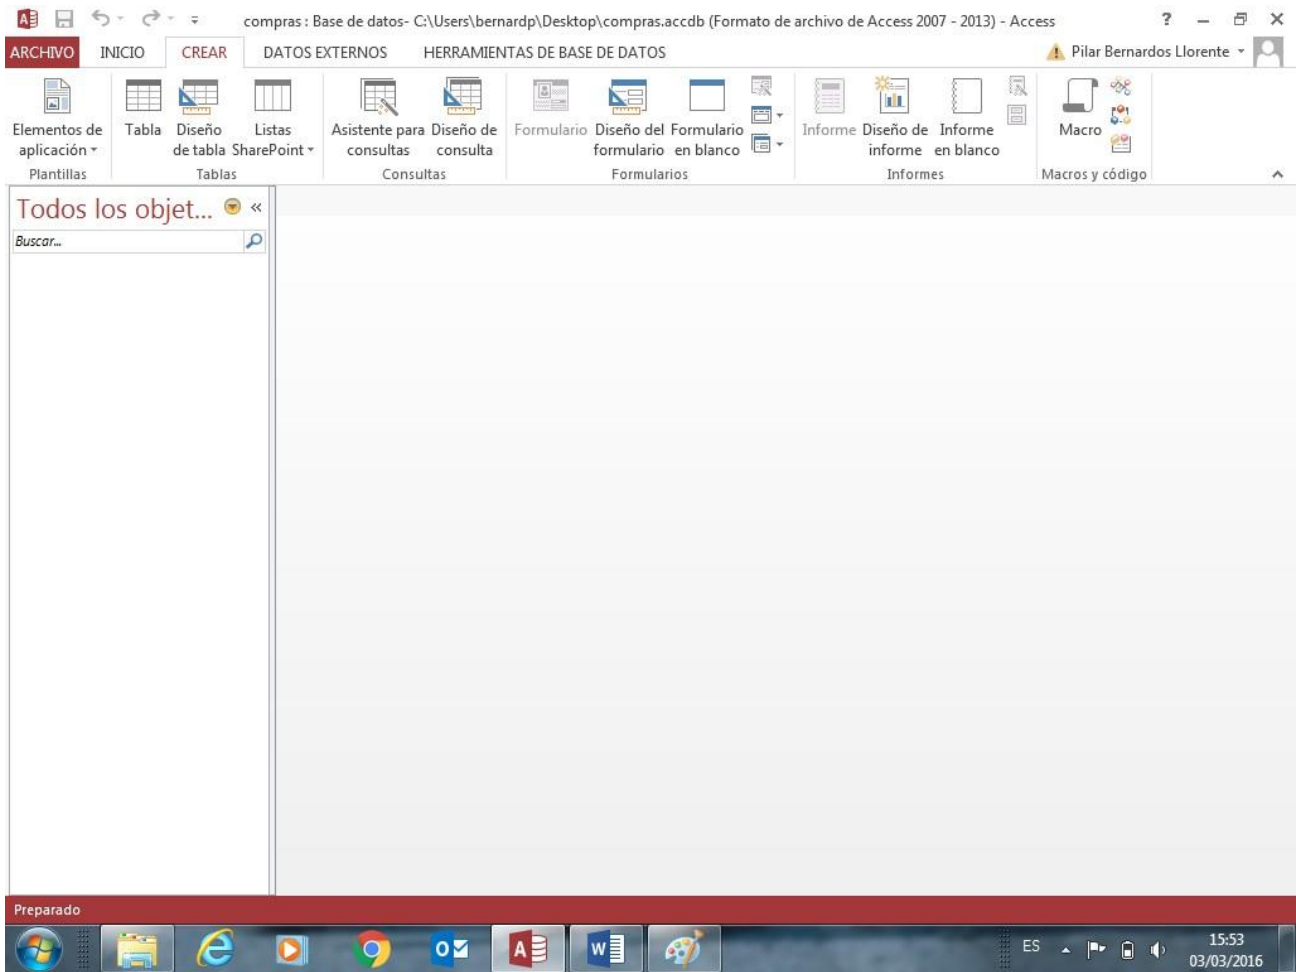 compras : Base de datos- C:\Users\bernardp\Desktop\compras.accdb (Formato de archivo de Access 2007 - 2013) - Access
ARCHIVO INICIO CREAR DATOS EXTERNOS HERRAMIENTAS DE BASE DE DATOS Pilar Bernardos Llorente
Elementos de aplicación
Tabla
Diseño de tabla
Listas SharePoint
Asistente para consultas
Diseño de consulta
Formulario
Diseño del formulario
Formulario en blanco
Informe
Diseño de informe
Informe en blanco
Macro
Plantillas Tablas Consultas Formularios Informes Macros y código
Todos los objet...
Buscar...
Preparado
ES
15:53
03/03/2016